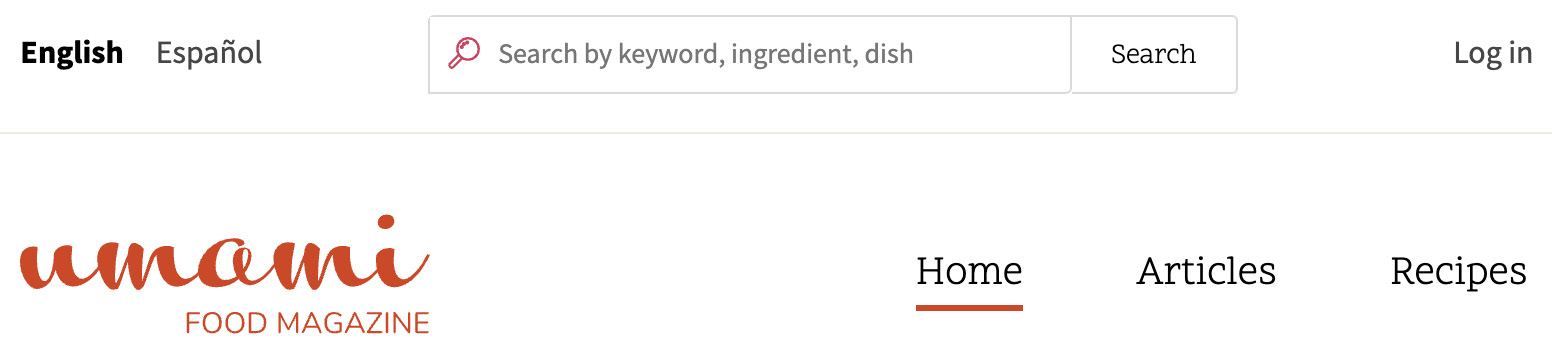 English Español Search by keyword, ingredient, dish Search Log in
umami
FOOD MAGAZINE
Home Articles Recipes